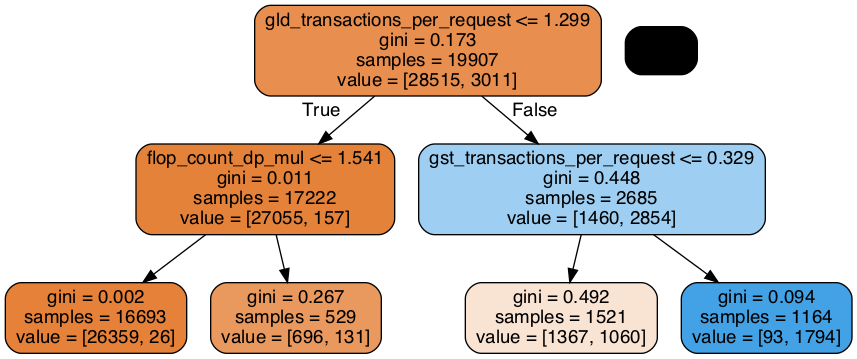 gld_transactions_per_request <= 1.299
gini = 0.173
samples = 19907
value = [28515, 3011]
True
False
flop_count_dp_mul <= 1.541
gini = 0.011
samples = 17222
value = [27055, 157]
gst_transactions_per_request <= 0.329
gini = 0.448
samples = 2685
value = [1460, 2854]
gini = 0.002
samples = 16693
value = [26359, 26]
gini = 0.267
samples = 529
value = [696, 131]
gini = 0.492
samples = 1521
value = [1367, 1060]
gini = 0.094
samples = 1164
value = [93, 1794]